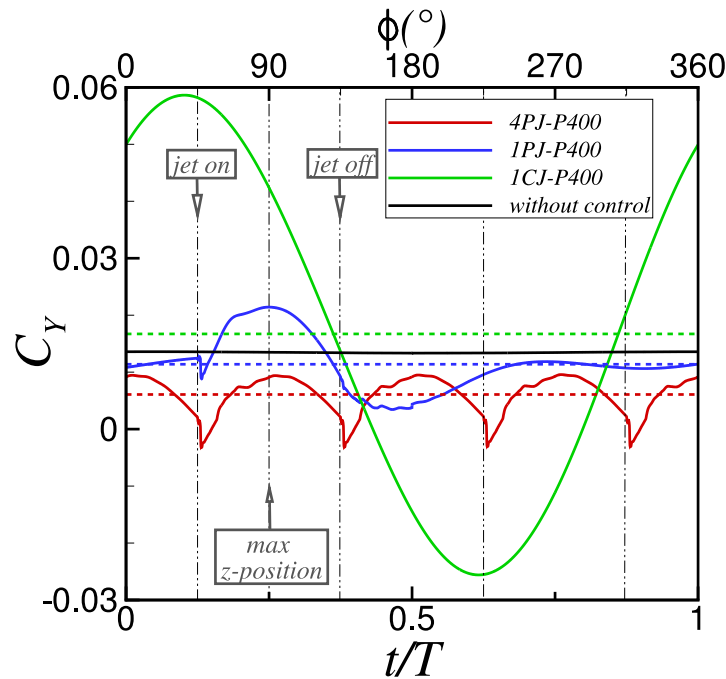 ϕ(°)
0 90 180 270 360
0.06
jet on
jet off
4PJ-P400
1PJ-P400
1CJ-P400
without control
0.03
C_Y
0
max
z-position
-0.03
0 0.5 1
t/T